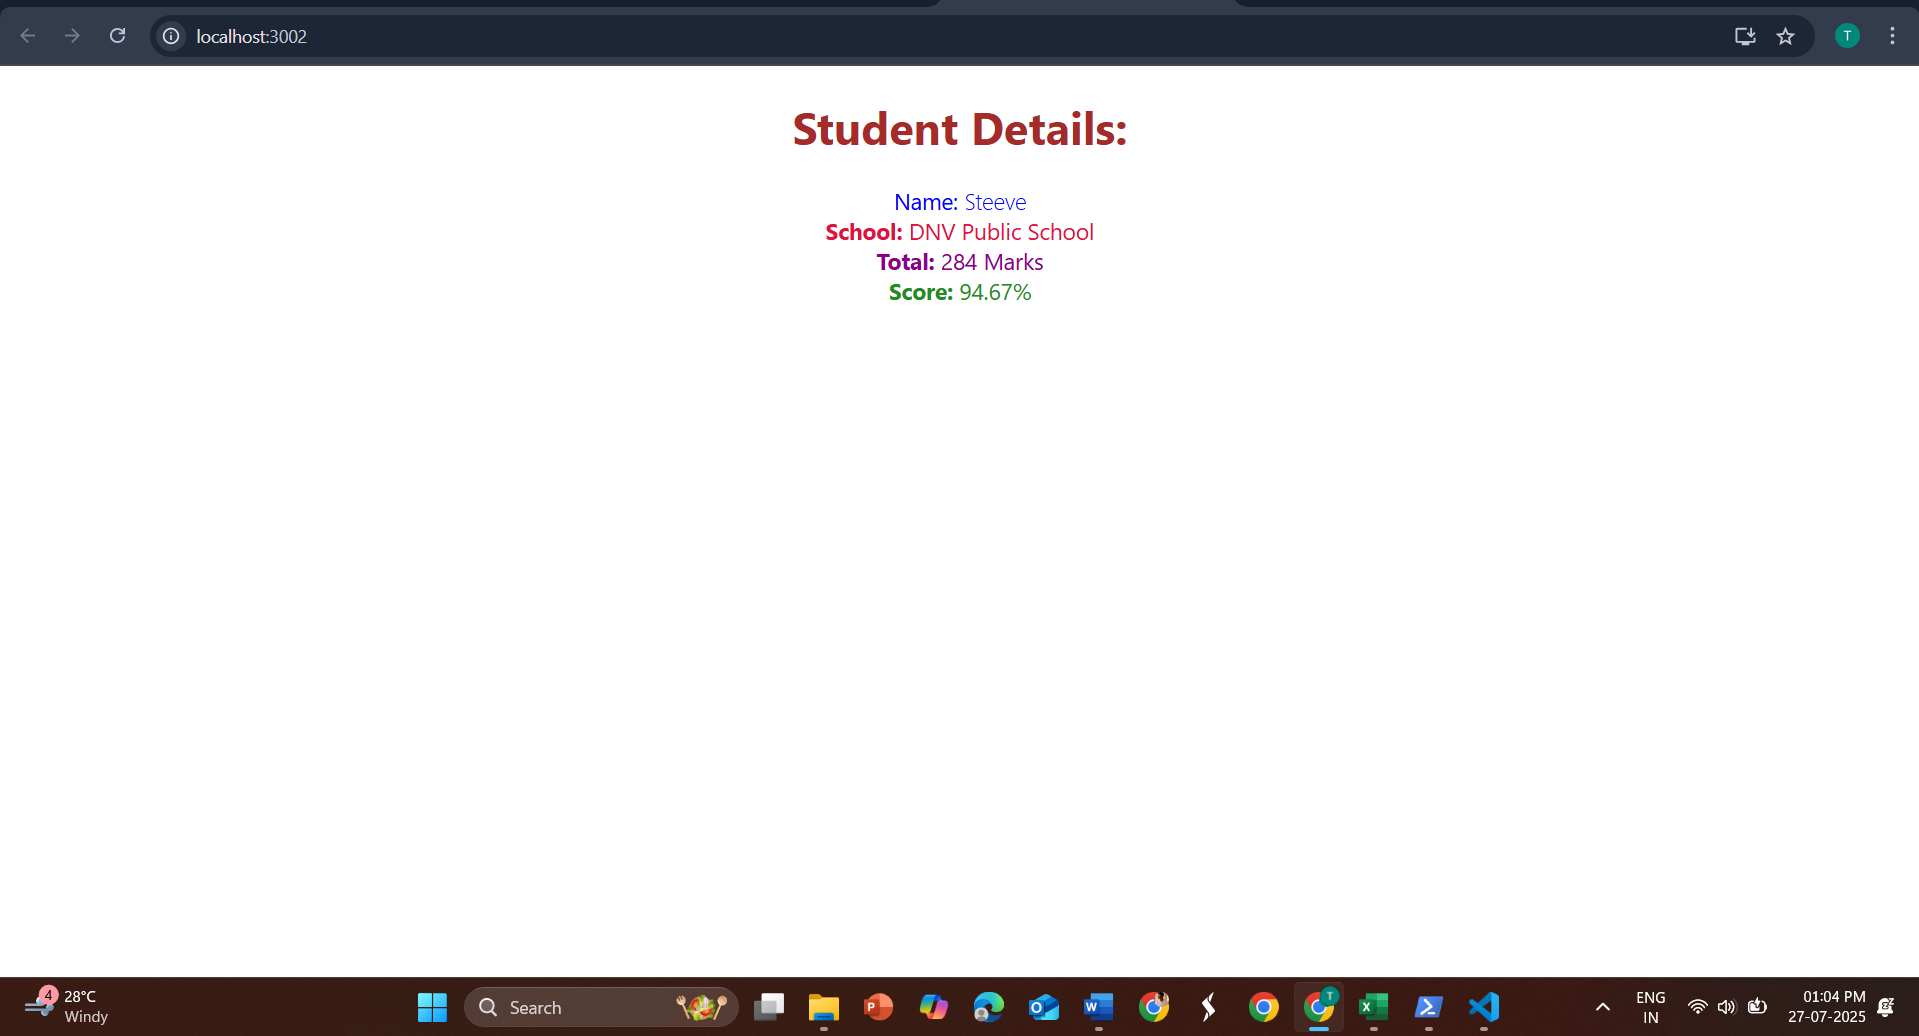 localhost:3002
T
Student Details:
Name: Steeve
School: DNV Public School
Total: 284 Marks
Score: 94.67%
4
28°C
Windy
Search
P
O
W
T
X
ENG
IN
01:04 PM
27-07-2025